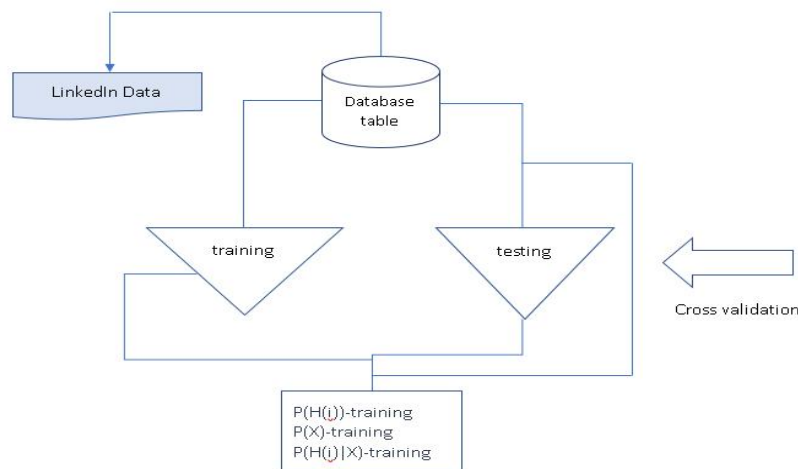 LinkedIn Data
Database
table
training
testing
Cross validation
P(H(i))-training
P(X)-training
P(H(i)|X)-training